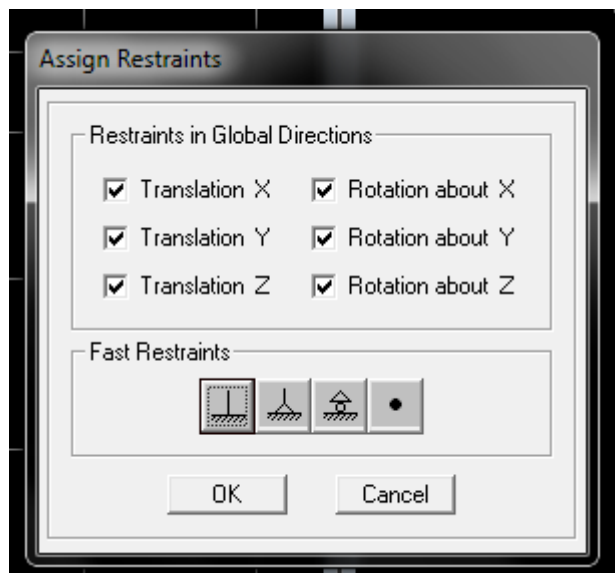 Assign Restraints
Restraints in Global Directions
Translation X Rotation about X
Translation Y Rotation about Y
Translation Z Rotation about Z
Fast Restraints
OK Cancel